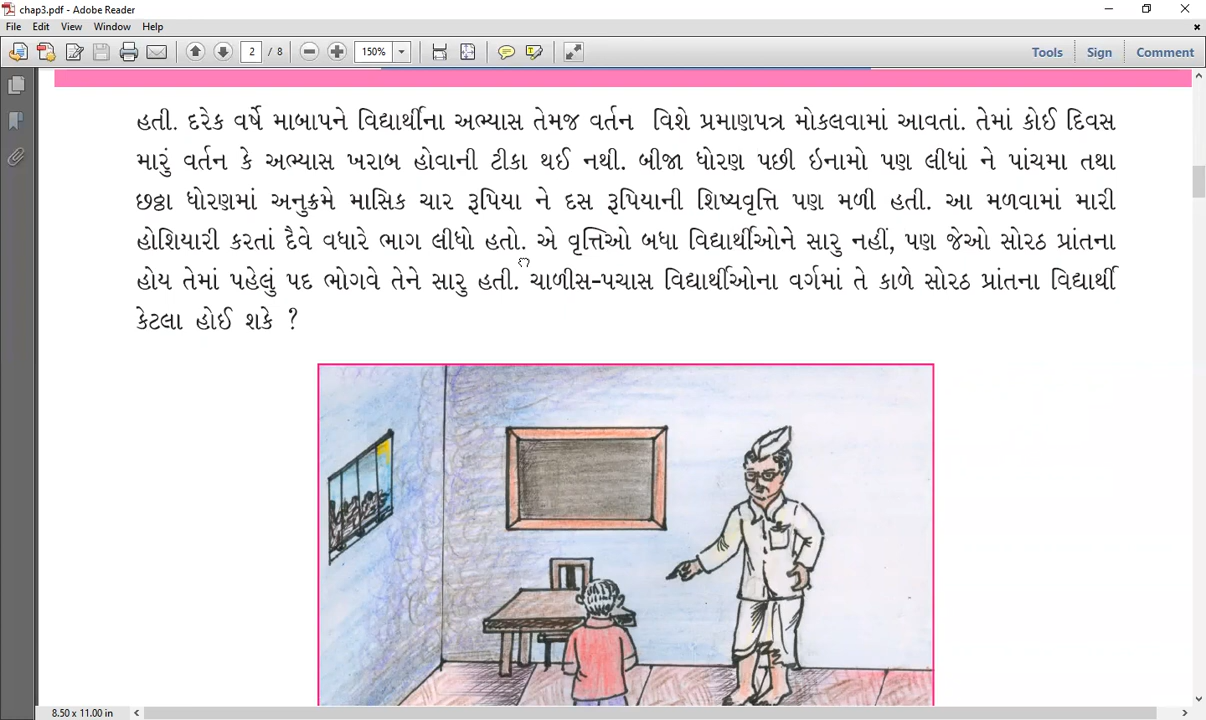 chap3.pdf - Adobe Reader
File Edit View Window Help
2 / 8 150% Tools Sign Comment
હતી. દરેક વર્ષે માબાપને વિદ્યાર્થીના અભ્યાસ તેમજ વર્તન વિશે પ્રમાણપત્ર મોકલવામાં આવતાં. તેમાં કોઈ દિવસ
મારું વર્તન કે અભ્યાસ ખરાબ હોવાની ટીકા થઈ નથી. બીજા ધોરણ પછી ઇનામો પણ લીધાં ને પાંચમા તથા
છઠ્ઠા ધોરણમાં અનુક્રમે માસિક ચાર રૂપિયા ને દસ રૂપિયાની શિષ્યવૃત્તિ પણ મળી હતી. આ મળવામાં મારી
હોશિયારી કરતાં દૈવે વધારે ભાગ લીધો હતો. એ વૃત્તિઓ બધા વિદ્યાર્થીઓને સારુ નહીં, પણ જેઓ સોરઠ પ્રાંતના
હોય તેમાં પહેલું પદ ભોગવે તેને સારુ હતી. ચાળીસ-પચાસ વિદ્યાર્થીઓના વર્ગમાં તે કાળે સોરઠ પ્રાંતના વિદ્યાર્થી
કેટલા હોઈ શકે ?
8.50 x 11.00 in